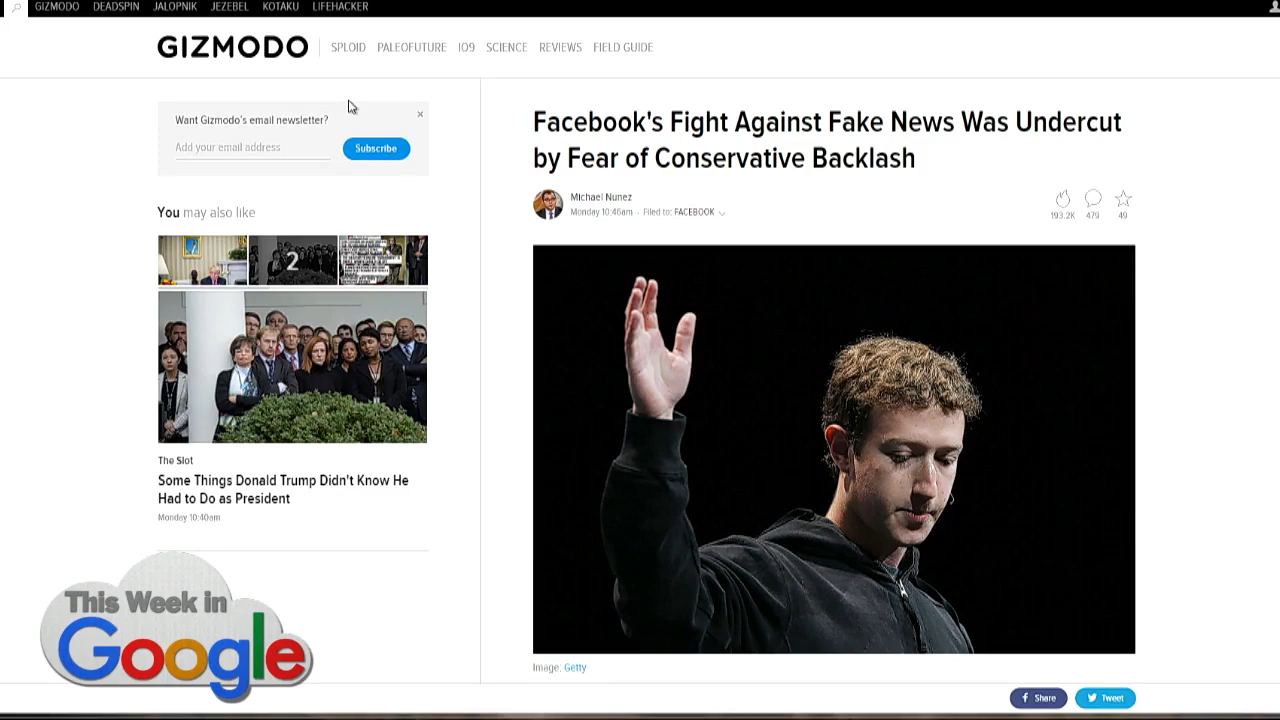 GIZMODO DEADSPIN JALOPNIK JEZEBEL KOTAKU LIFEHACKER
GIZMODO SPLOID PALEOFUTURE IO9 SCIENCE REVIEWS FIELD GUIDE
Want Gizmodo's email newsletter? ×
Add your email address Subscribe
You may also like
2
The Slot
Some Things Donald Trump Didn't Know He
Had to Do as President
Monday 10:40am
Facebook's Fight Against Fake News Was Undercut
by Fear of Conservative Backlash
Michael Nunez
Monday 10:46am - Filed to: FACEBOOK
193.2K 479 49
Image: Getty
f Share Tweet
This Week in
Google